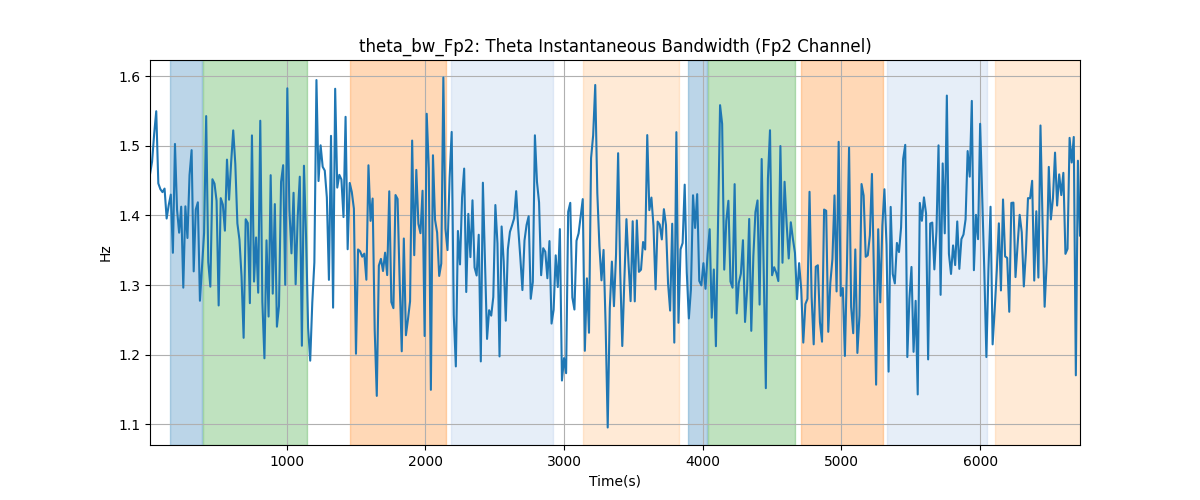 theta_bw_Fp2: Theta Instantaneous Bandwidth (Fp2 Channel)
1.6
1.5
1.4
1.3
1.2
1.1
Hz
1000 2000 3000 4000 5000 6000
Time(s)